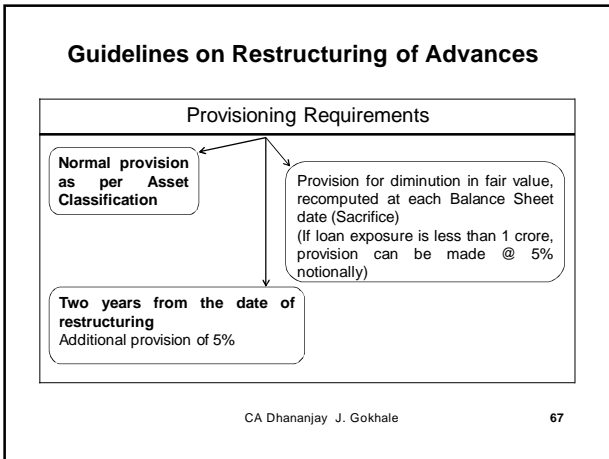 Guidelines on Restructuring of Advances
Provisioning Requirements
Normal provision
as per Asset
Classification
Provision for diminution in fair value,
recomputed at each Balance Sheet
date (Sacrifice)
(If loan exposure is less than 1 crore,
provision can be made @ 5%
notionally)
Two years from the date of
restructuring
Additional provision of 5%
CA Dhananjay J. Gokhale
67